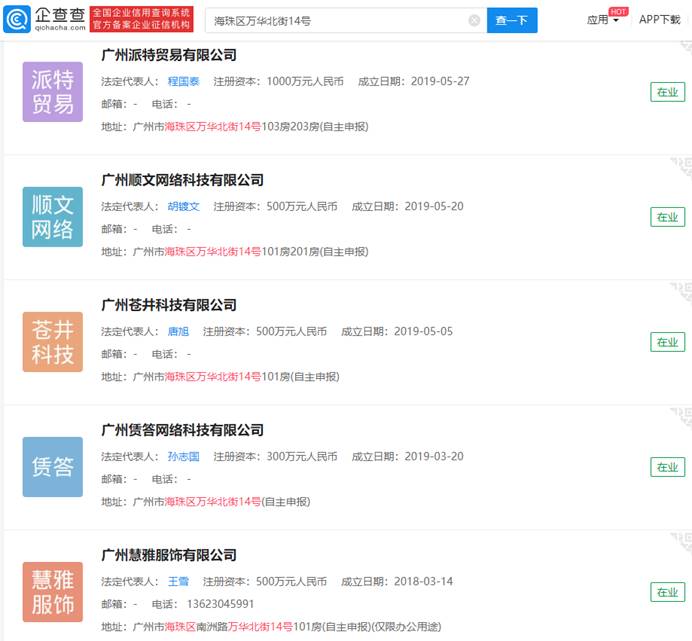 企查查
qichacha.com
全国企业信用查询系统
官方备案企业征信机构
海珠区万华北街14号
查一下
应用
HOT
APP下载
广州派特贸易有限公司
派特
贸易
法定代表人： 程国泰 注册资本：1000万元人民币 成立日期：2019-05-27
邮箱：- 电话： -
地址：广州市海珠区万华北街14号103房203房(自主申报)
在业
广州顺文网络科技有限公司
顺文
网络
法定代表人： 胡镀文 注册资本：500万元人民币 成立日期：2019-05-20
邮箱：- 电话： -
地址：广州市海珠区万华北街14号101房201房(自主申报)
在业
广州苍井科技有限公司
苍井
科技
法定代表人： 唐旭 注册资本：500万元人民币 成立日期：2019-05-05
邮箱：- 电话： -
地址：广州市海珠区万华北街14号101房(自主申报)
在业
广州赁答网络科技有限公司
赁答
法定代表人： 孙志国 注册资本：300万元人民币 成立日期：2019-03-20
邮箱：- 电话： -
地址：广州市海珠区万华北街14号(自主申报)
在业
广州慧雅服饰有限公司
慧雅
服饰
法定代表人： 王雪 注册资本：500万元人民币 成立日期：2018-03-14
邮箱：- 电话： 13623045991
地址：广州市海珠区南洲路万华北街14号101房(自主申报)(仅限办公用途)
在业